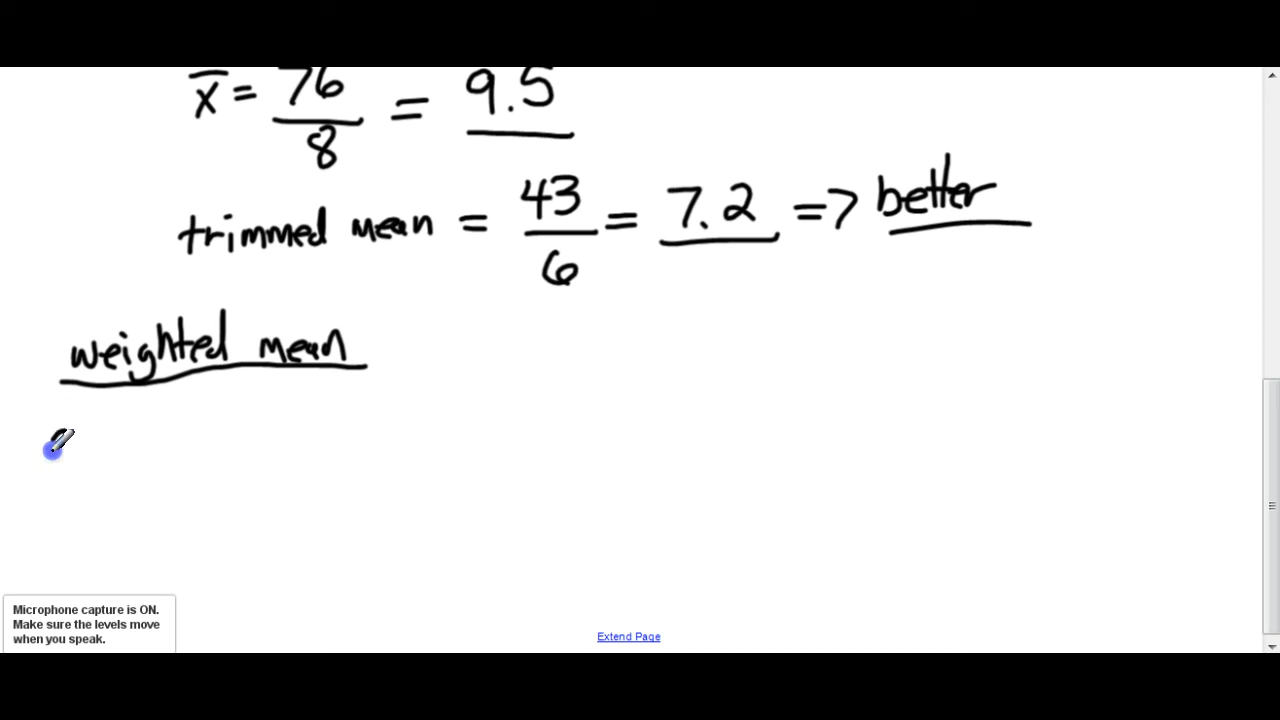 x̄ = 76/8 = 9.5
trimmed mean = 43/6 = 7.2 => better
weighted mean
Microphone capture is ON.
Make sure the levels move
when you speak.
Extend Page